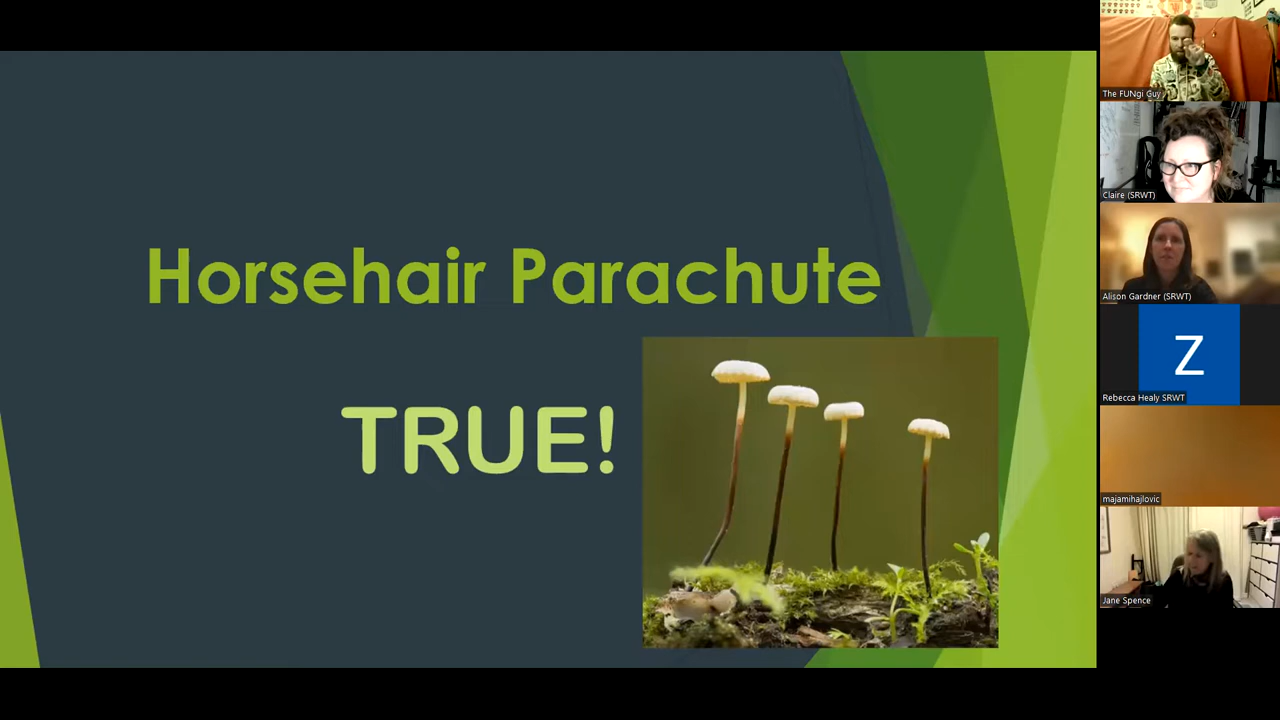 Horsehair Parachute
TRUE!
The FUNgi Guy
Claire (SRWT)
Alison Gardner (SRWT)
Z
Rebecca Healy SRWT
majamihajlovic
Jane Spence